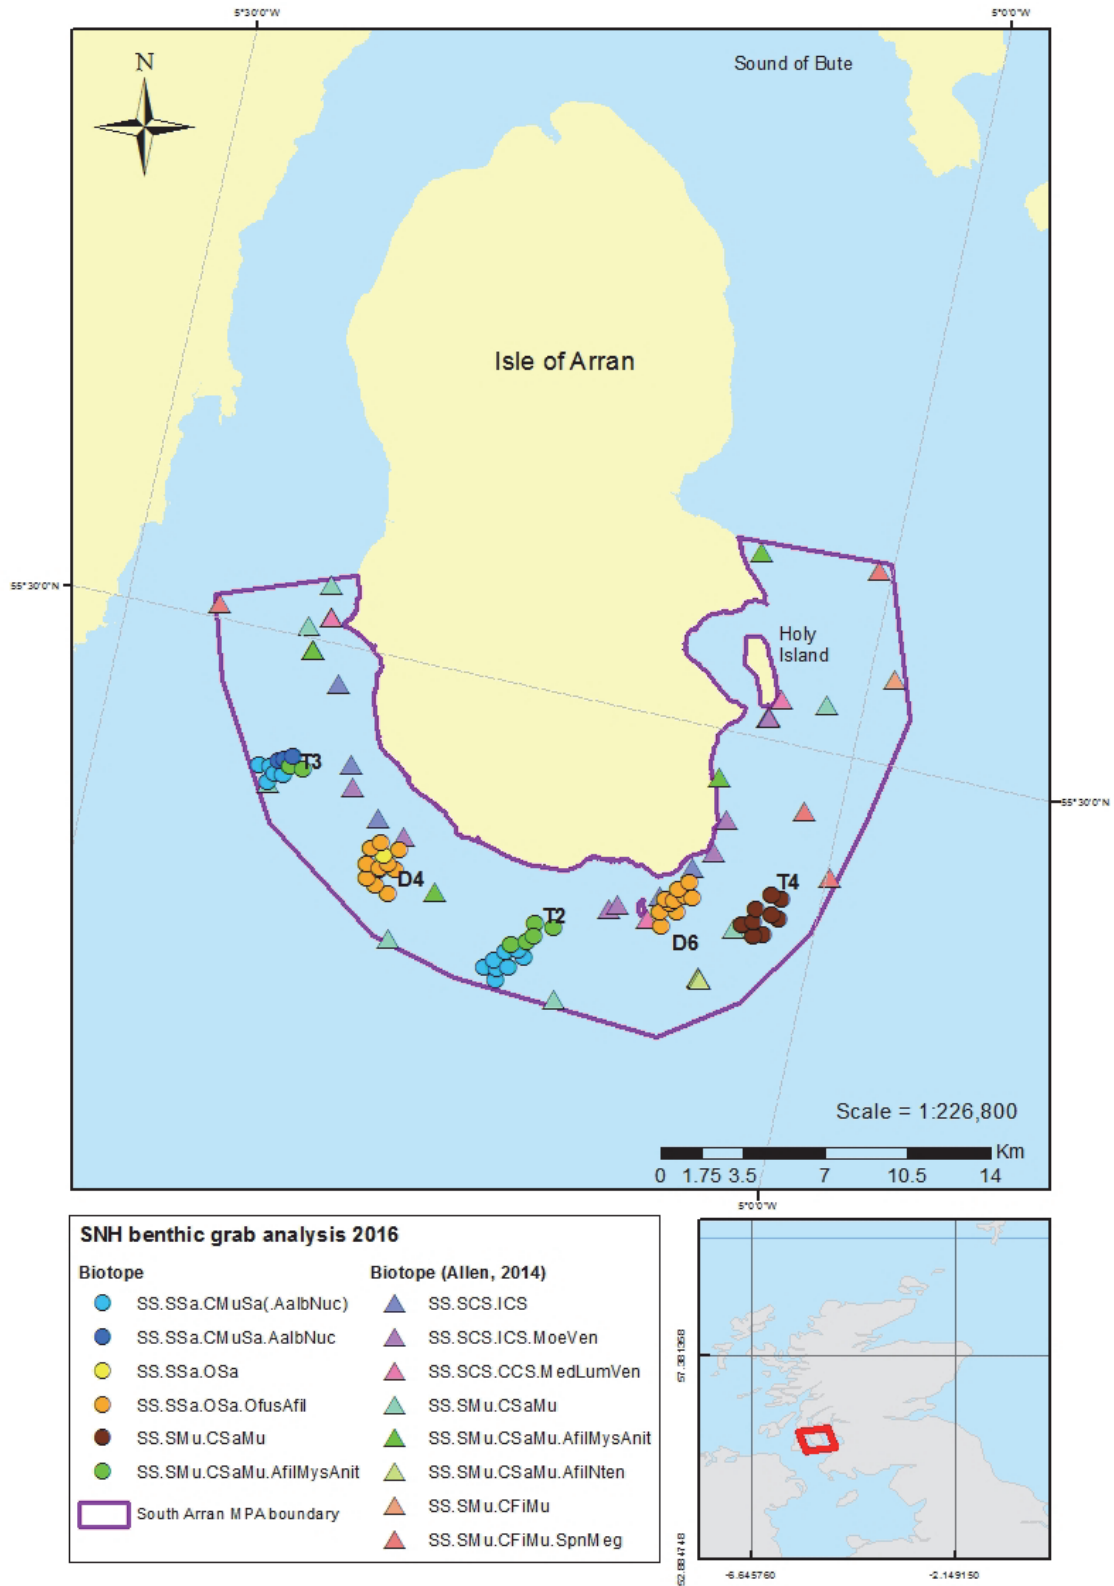 5°30'0"W
5°0'0"W
N
Sound of Bute
Isle of Arran
55°30'0"N
Holy
Island
T3
55°30'0"N
D4
T4
T2
D6
Scale = 1:226,800
Km
0 1.75 3.5 7 10.5 14
5°0'0"W
SNH benthic grab analysis 2016
Biotope
SS.SSa.CMuSa(.AalbNuc)
SS.SSa.CMuSa.AalbNuc
SS.SSa.OSa
SS.SSa.OSa.OfusAfil
SS.SMu.CSaMu
SS.SMu.CSaMu.AfilMysAnit
South Arran MPA boundary
Biotope (Allen, 2014)
SS.SCS.ICS
SS.SCS.ICS.MoeVen
SS.SCS.CCS.MedLumVen
SS.SMu.CSaMu
SS.SMu.CSaMu.AfilMysAnit
SS.SMu.CSaMu.AfilNten
SS.SMu.CFiMu
SS.SMu.CFiMu.SpnMeg
57.381358
52.884748
-6.645760
-2.149150